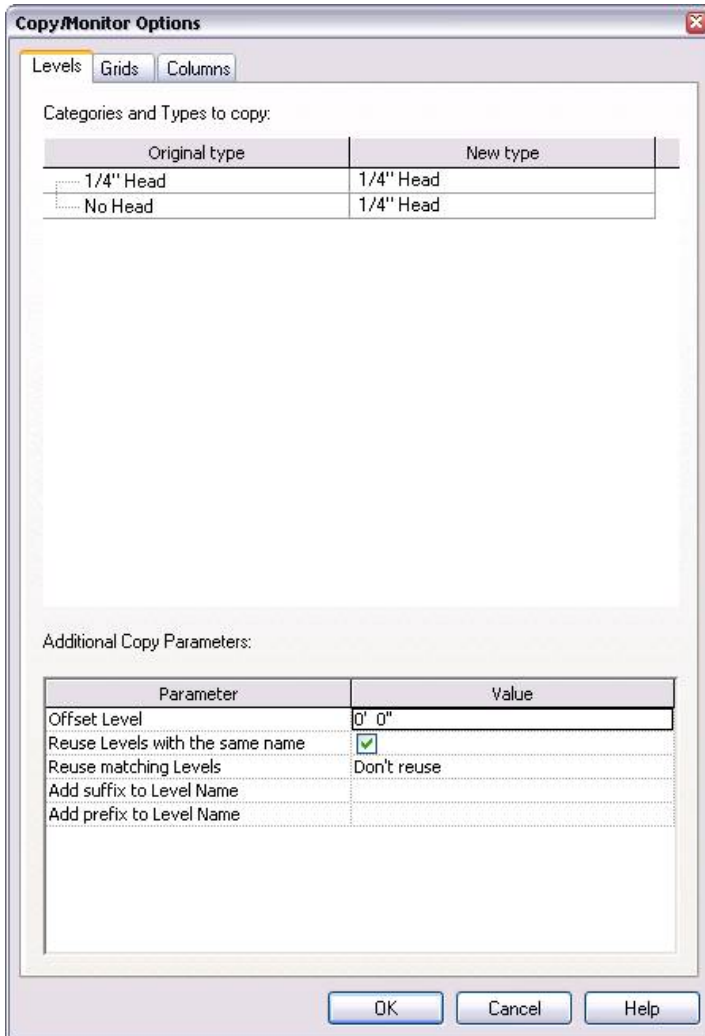 Copy/Monitor Options
Levels Grids Columns
Categories and Types to copy:
Original type New type
1/4" Head 1/4" Head
No Head 1/4" Head
Additional Copy Parameters:
Parameter Value
Offset Level 0' 0"
Reuse Levels with the same name
Reuse matching Levels Don't reuse
Add suffix to Level Name
Add prefix to Level Name
OK Cancel Help